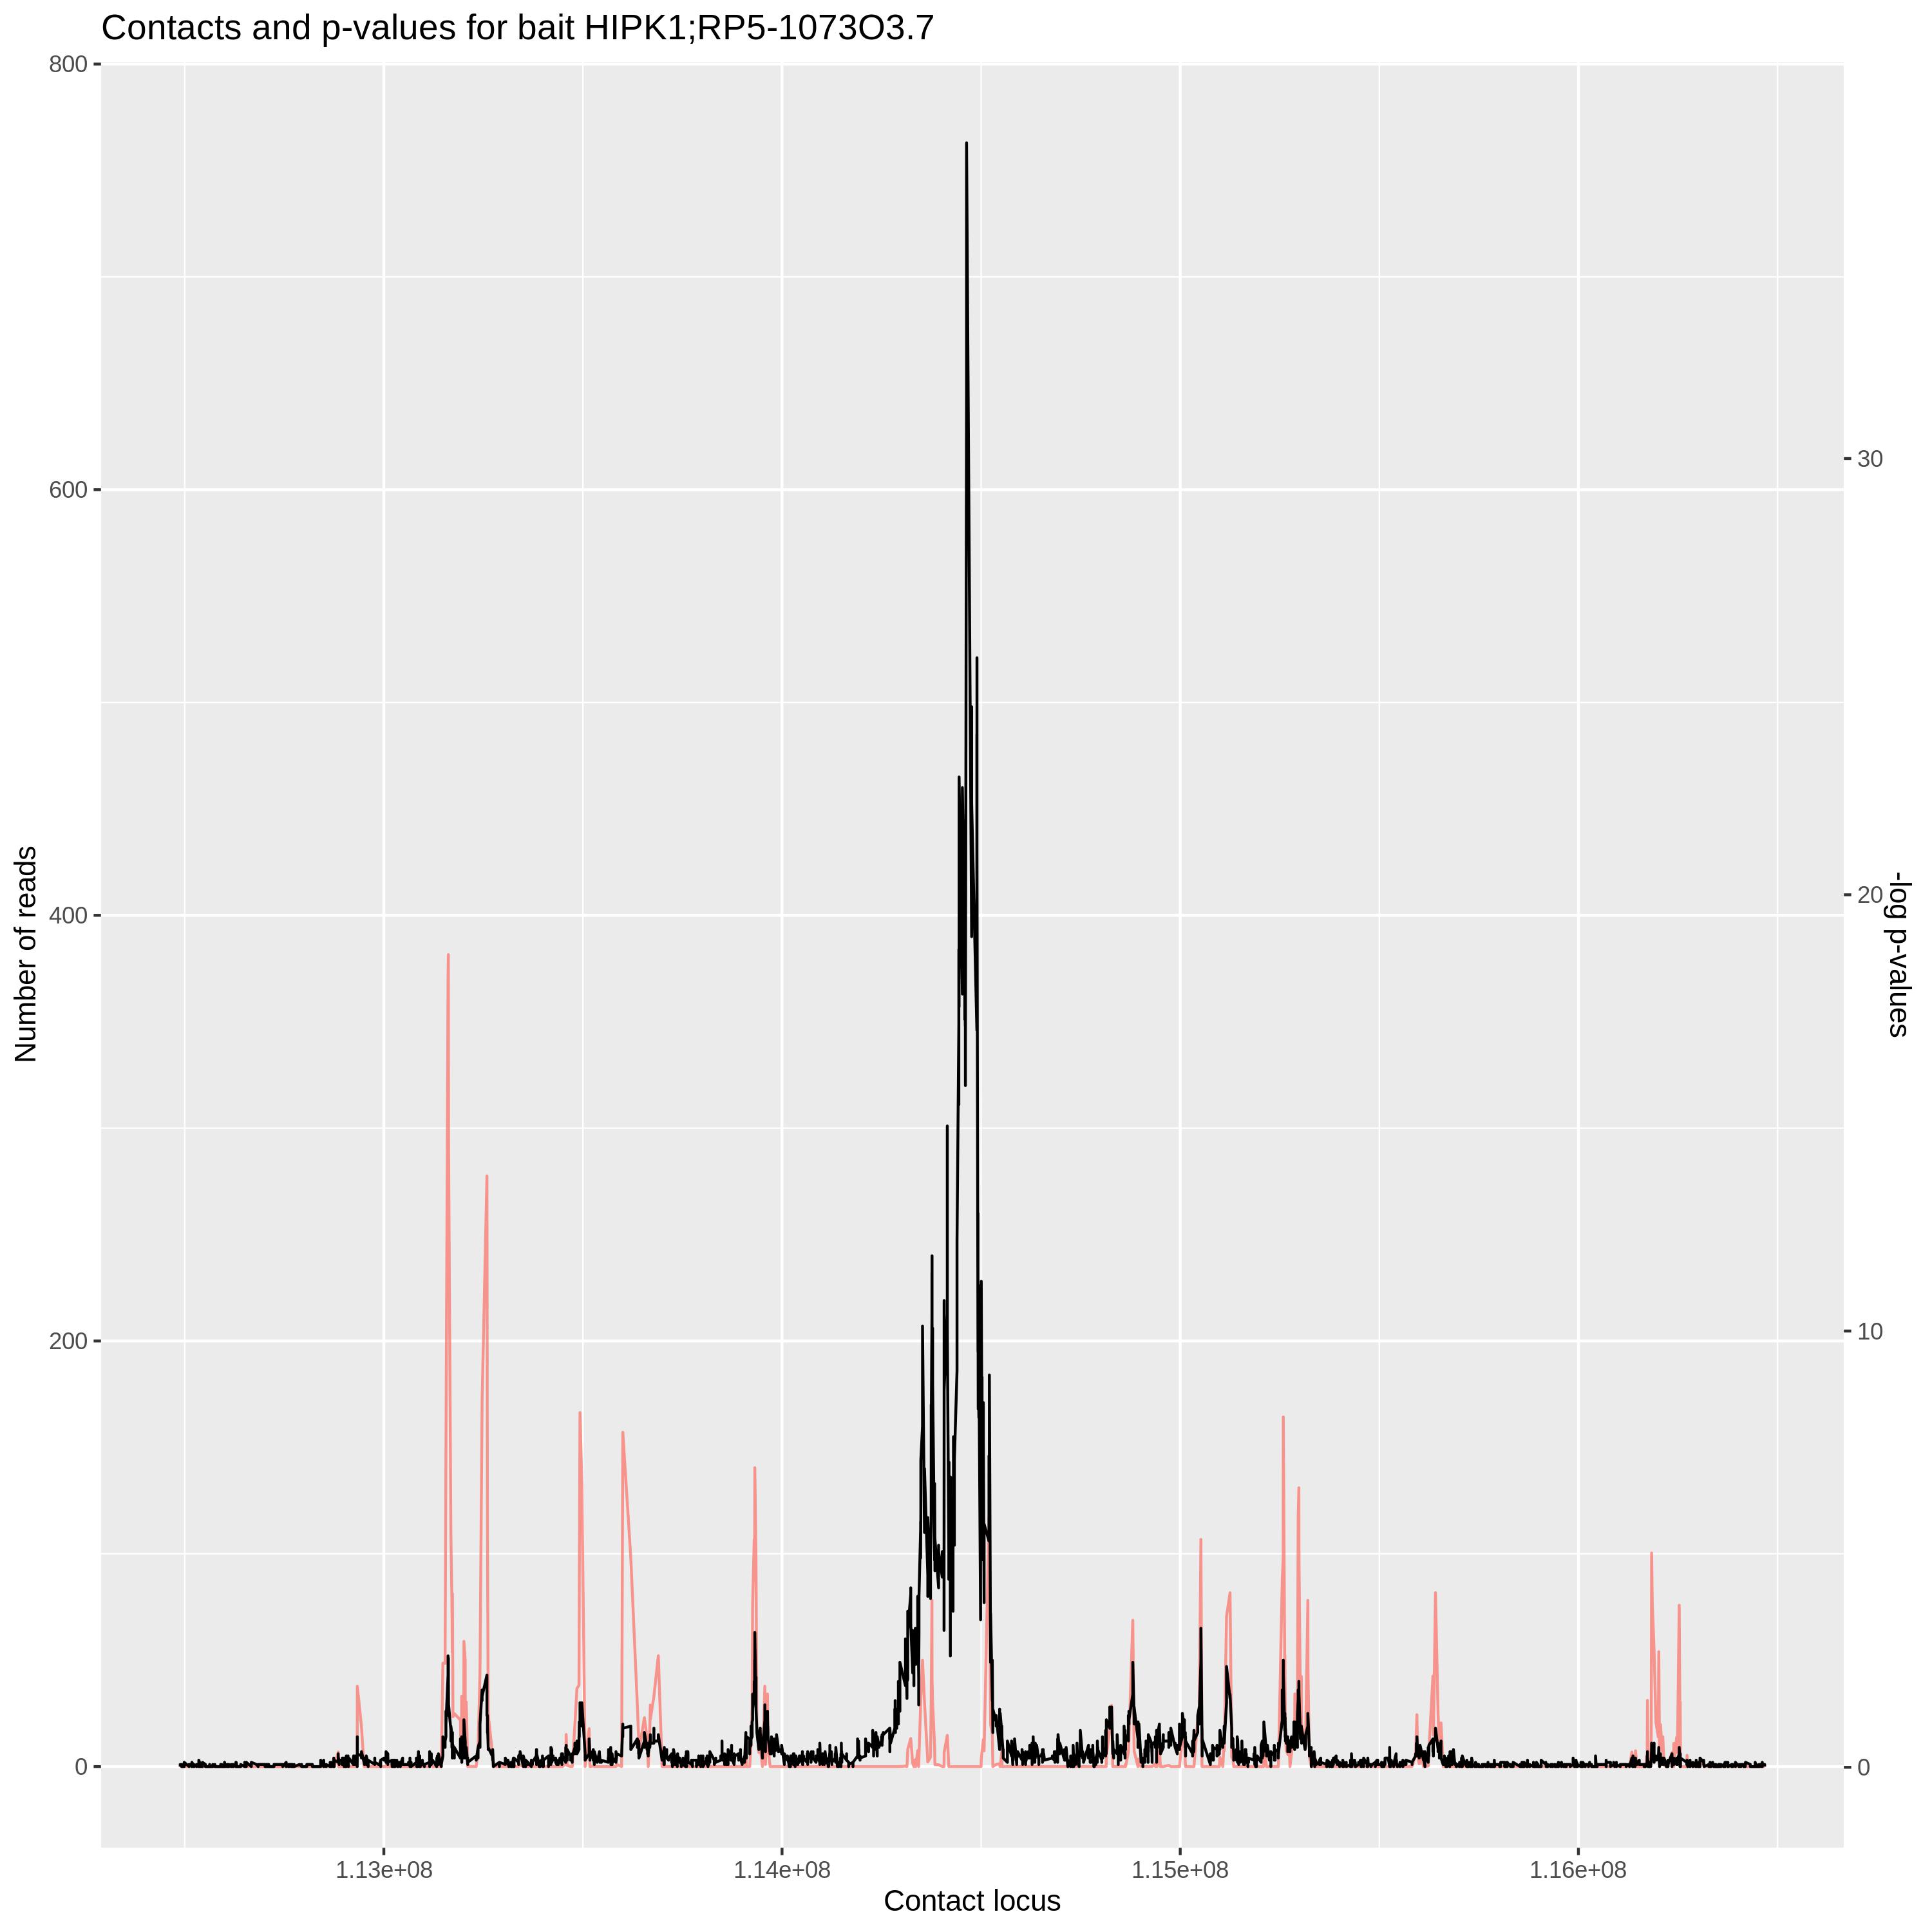 Contacts and p-values for bait HIPK1;RP5-1073O3.7
800
600
400
200
0
Number of reads
30
20
10
0
-log p-values
1.13e+08
1.14e+08
1.15e+08
1.16e+08
Contact locus